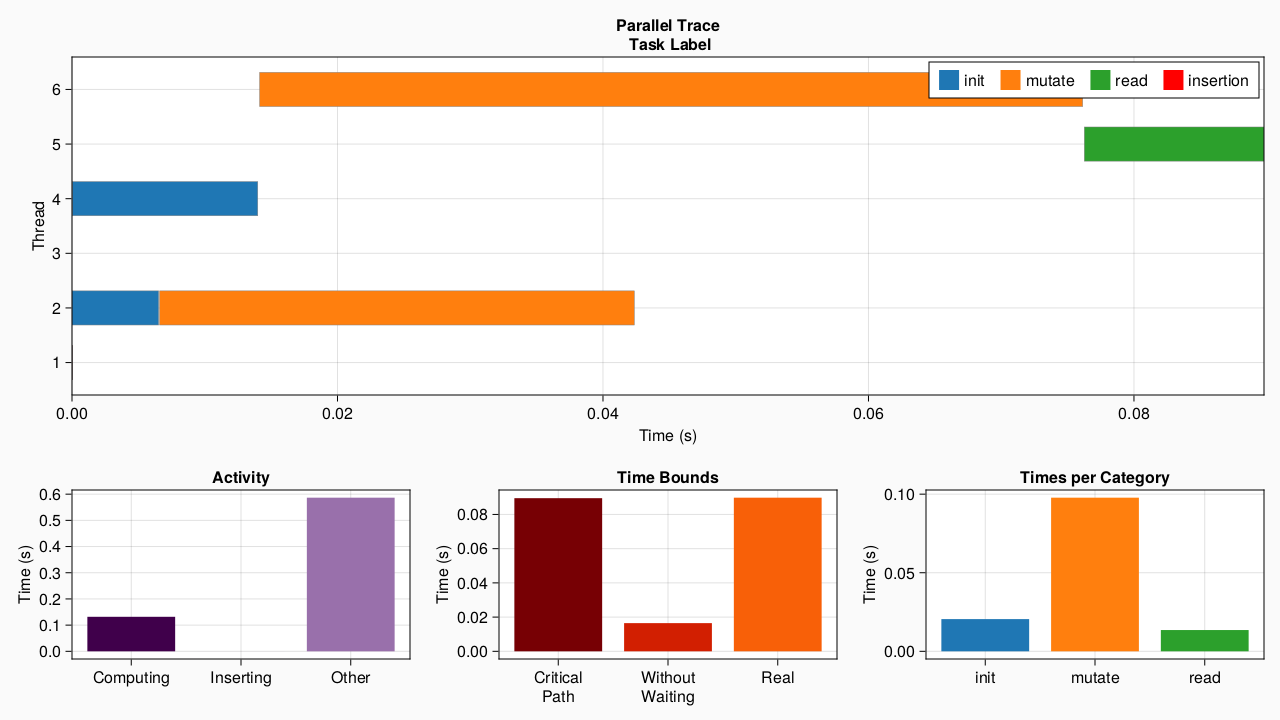 Parallel Trace
Task Label
init mutate read insertion
Thread
6
5
4
3
2
1
0.00 0.02 0.04 0.06 0.08
Time (s)
Activity
Time (s)
0.6
0.5
0.4
0.3
0.2
0.1
0.0
Computing Inserting Other
Time Bounds
Time (s)
0.08
0.06
0.04
0.02
0.00
Critical Path
Without Waiting
Real
Times per Category
Time (s)
0.10
0.05
0.00
init mutate read